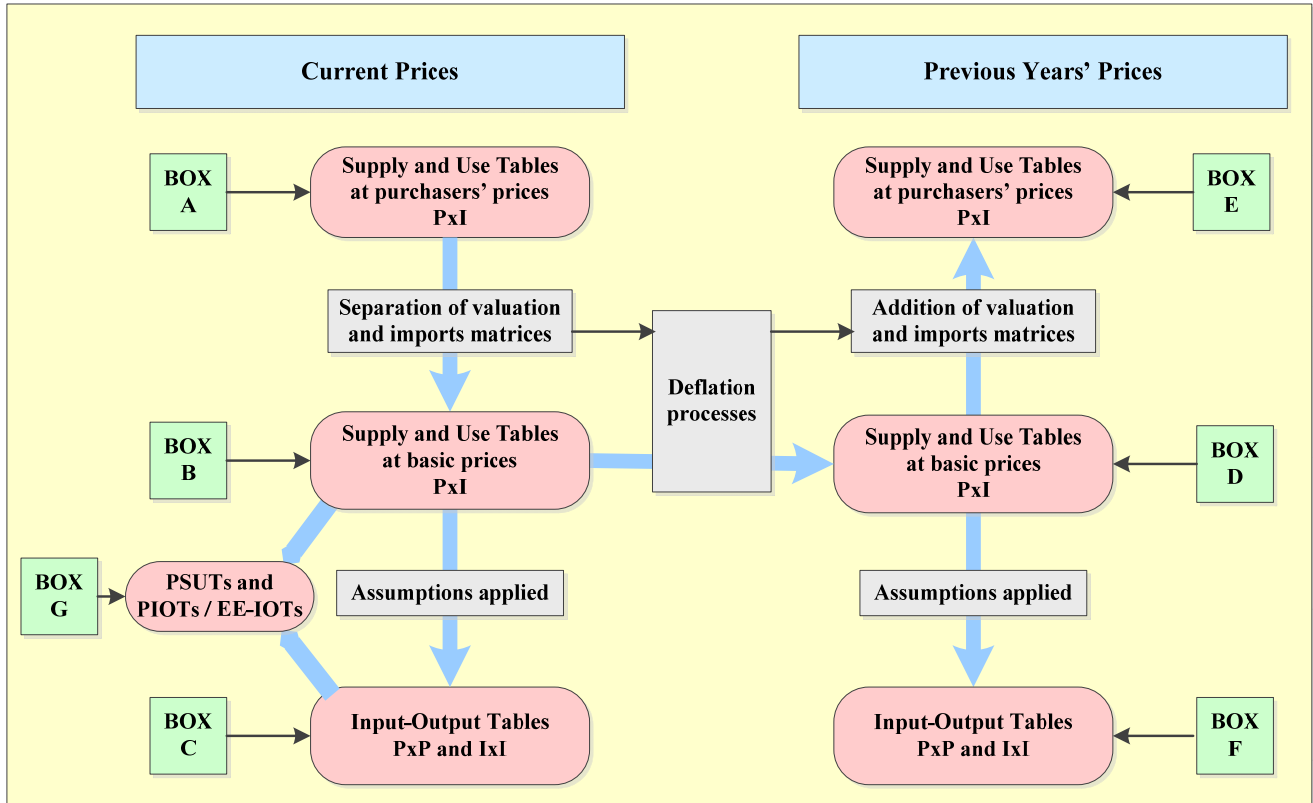 Current Prices
Previous Years’ Prices
BOX
A
Supply and Use Tables
at purchasers’ prices
PxI
Supply and Use Tables
at purchasers’ prices
PxI
BOX
E
Separation of valuation
and imports matrices
Deflation
processes
Addition of valuation
and imports matrices
BOX
B
Supply and Use Tables
at basic prices
PxI
Supply and Use Tables
at basic prices
PxI
BOX
D
BOX
G
PSUTs and
PIOTs / EE-IOTs
Assumptions applied
Assumptions applied
BOX
C
Input-Output Tables
PxP and IxI
Input-Output Tables
PxP and IxI
BOX
F